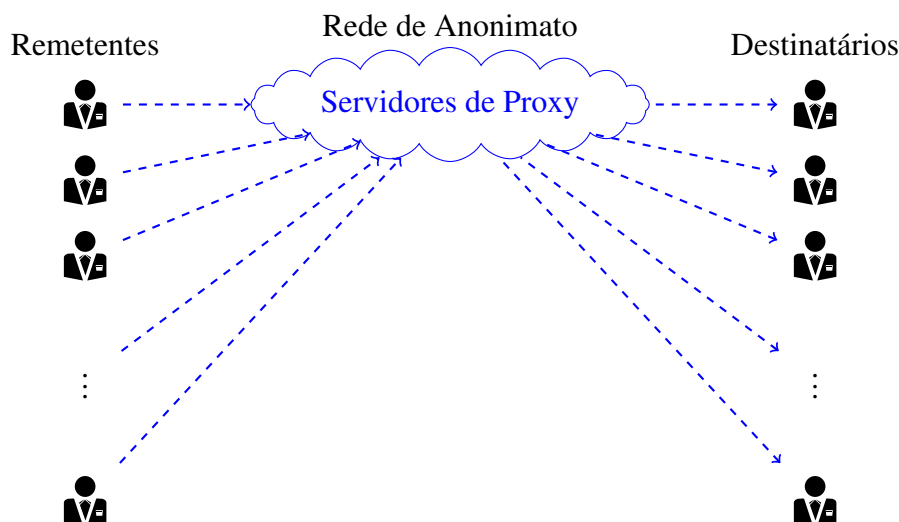 Rede de Anonimato
Remetentes
Destinatários
Servidores de Proxy
⋮
⋮